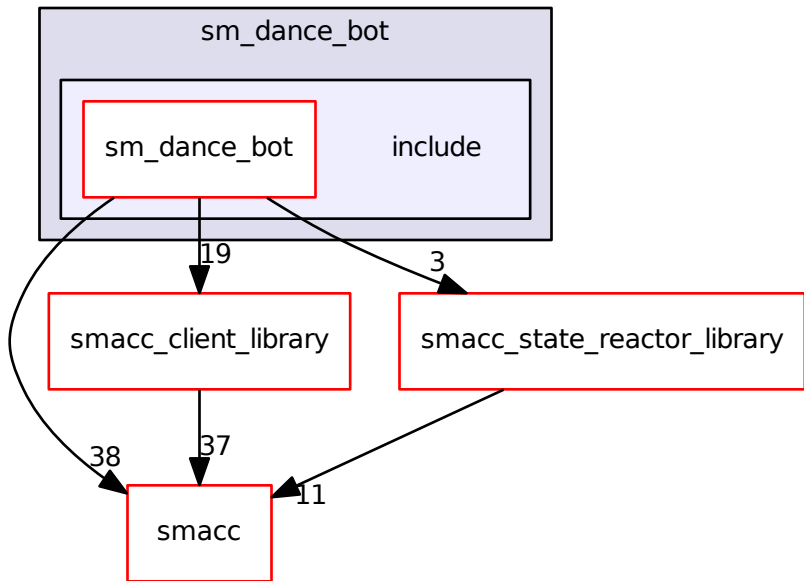 sm_dance_bot
sm_dance_bot
include
19
3
smacc_client_library
smacc_state_reactor_library
38
37
11
smacc